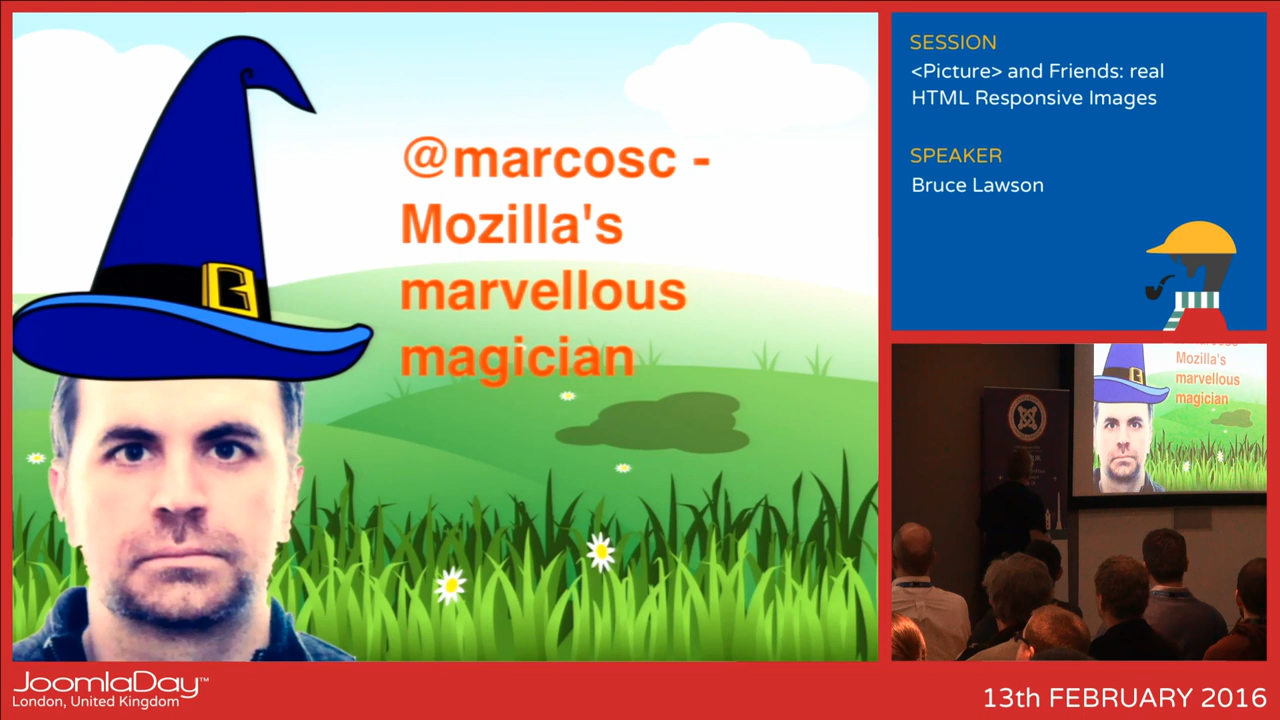 @marcosc -
Mozilla's
marvellous
magician
SESSION
<Picture> and Friends: real
HTML Responsive Images
SPEAKER
Bruce Lawson
Mozilla's
marvellous
magician
JoomlaDay™
London, United Kingdom
13th FEBRUARY 2016